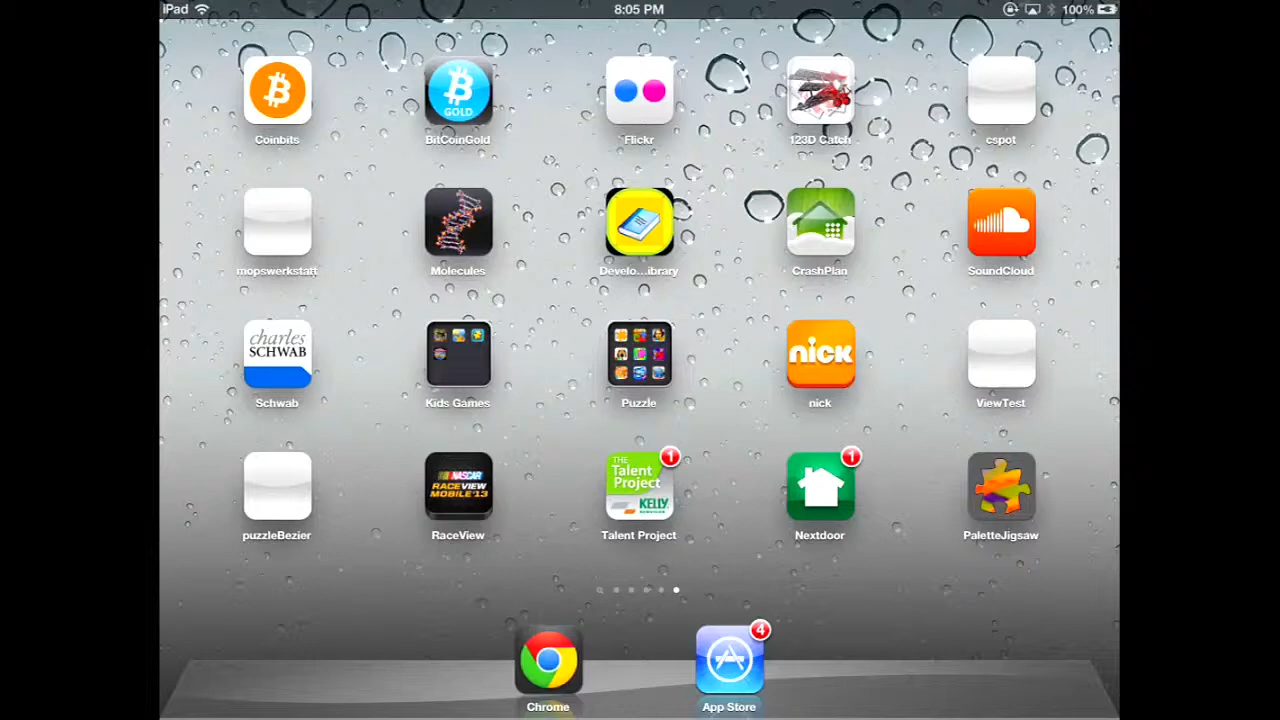 iPad 8:05 PM 100%
GOLD
Coinbits BitCoinGold Flickr 123D Catch cspot
mopswerkstatt Molecules Develo...ibrary CrashPlan SoundCloud
charles
SCHWAB
nick
Schwab Kids Games Puzzle nick ViewTest
NASCAR
RACEVIEW
MOBILE'13
THE
Talent
Project
KELLY
SERVICES
1
1
puzzleBezier RaceView Talent Project Nextdoor PaletteJigsaw
4
Chrome App Store